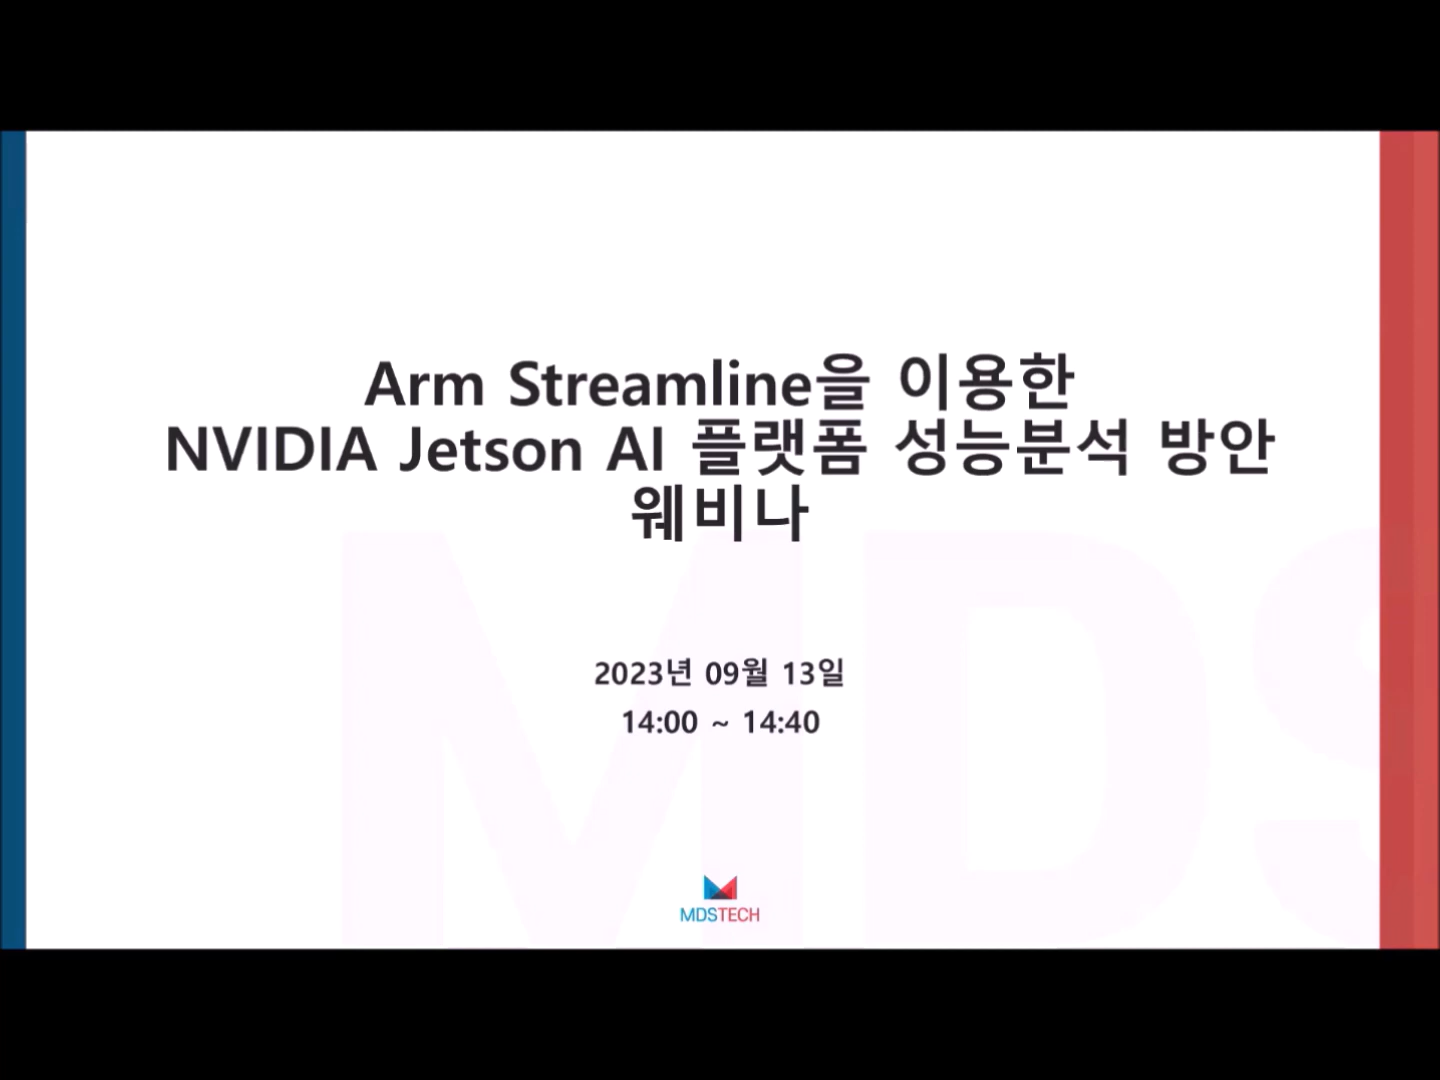 Arm Streamline을 이용한
NVIDIA Jetson AI 플랫폼 성능분석 방안
웨비나
2023년 09월 13일
14:00 ~ 14:40
MDSTECH
MDS